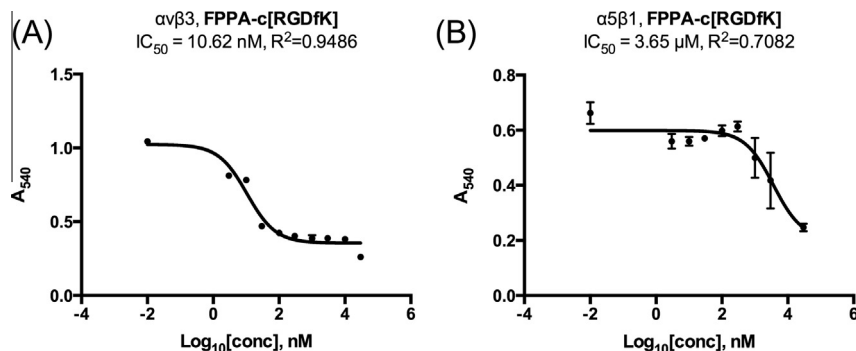 (A)
αvβ3, FPPA-c[RGDfK]
IC50 = 10.62 nM, R2=0.9486
1.5
1.0
0.5
0.0
A540
-4 -2 0 2 4 6
Log10[conc], nM
(B)
α5β1, FPPA-c[RGDfK]
IC50 = 3.65 µM, R2=0.7082
0.8
0.6
0.4
0.2
0.0
A540
-4 -2 0 2 4 6
Log10[conc], nM